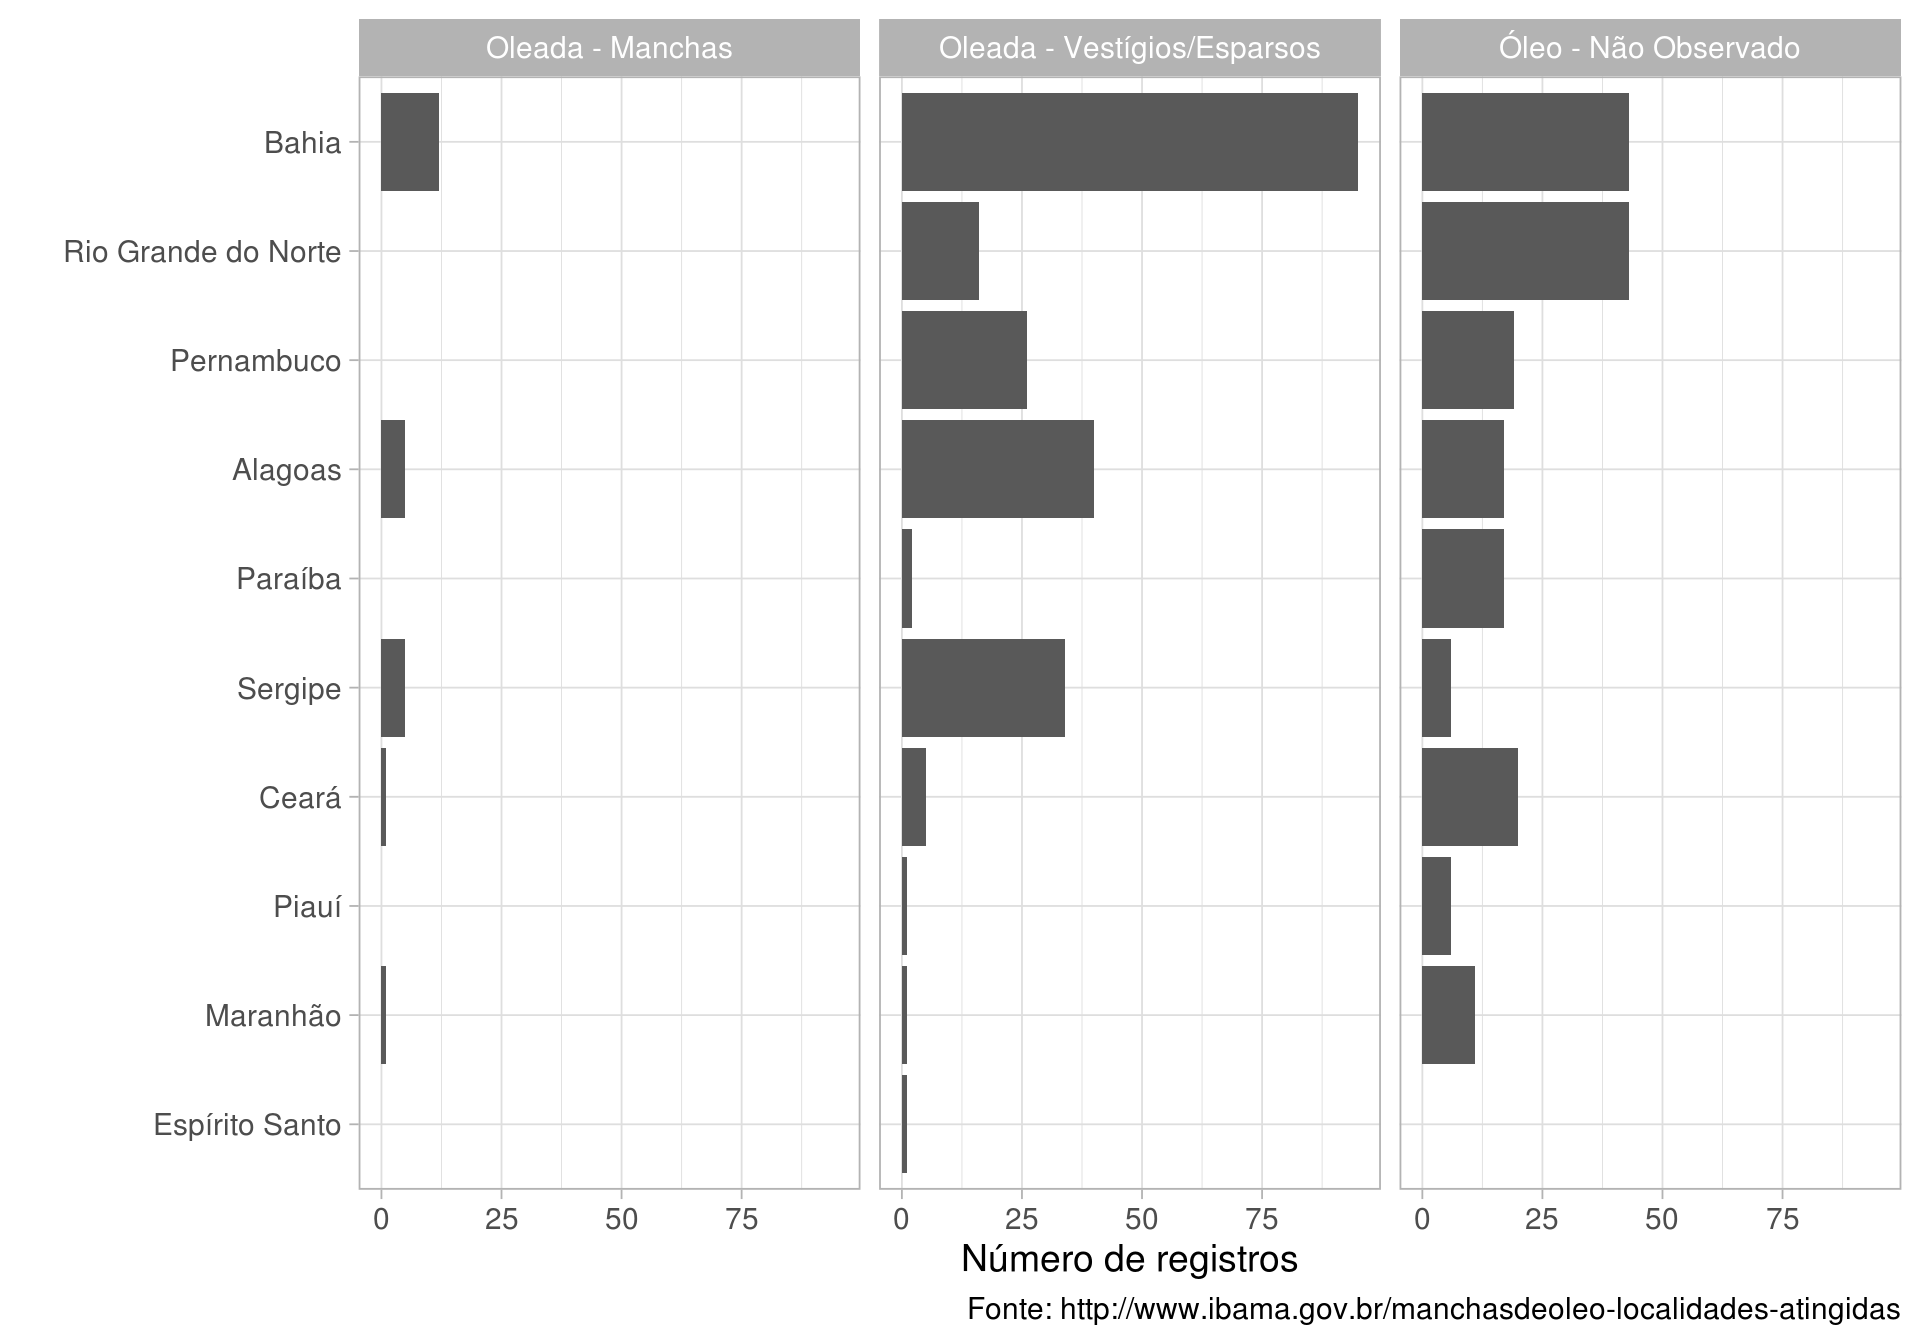 Oleada - Manchas
Oleada - Vestígios/Esparsos
Óleo - Não Observado
Bahia
Rio Grande do Norte
Pernambuco
Alagoas
Paraíba
Sergipe
Ceará
Piauí
Maranhão
Espírito Santo
0 25 50 75
0 25 50 75
0 25 50 75
Número de registros
Fonte: http://www.ibama.gov.br/manchasdeoleo-localidades-atingidas